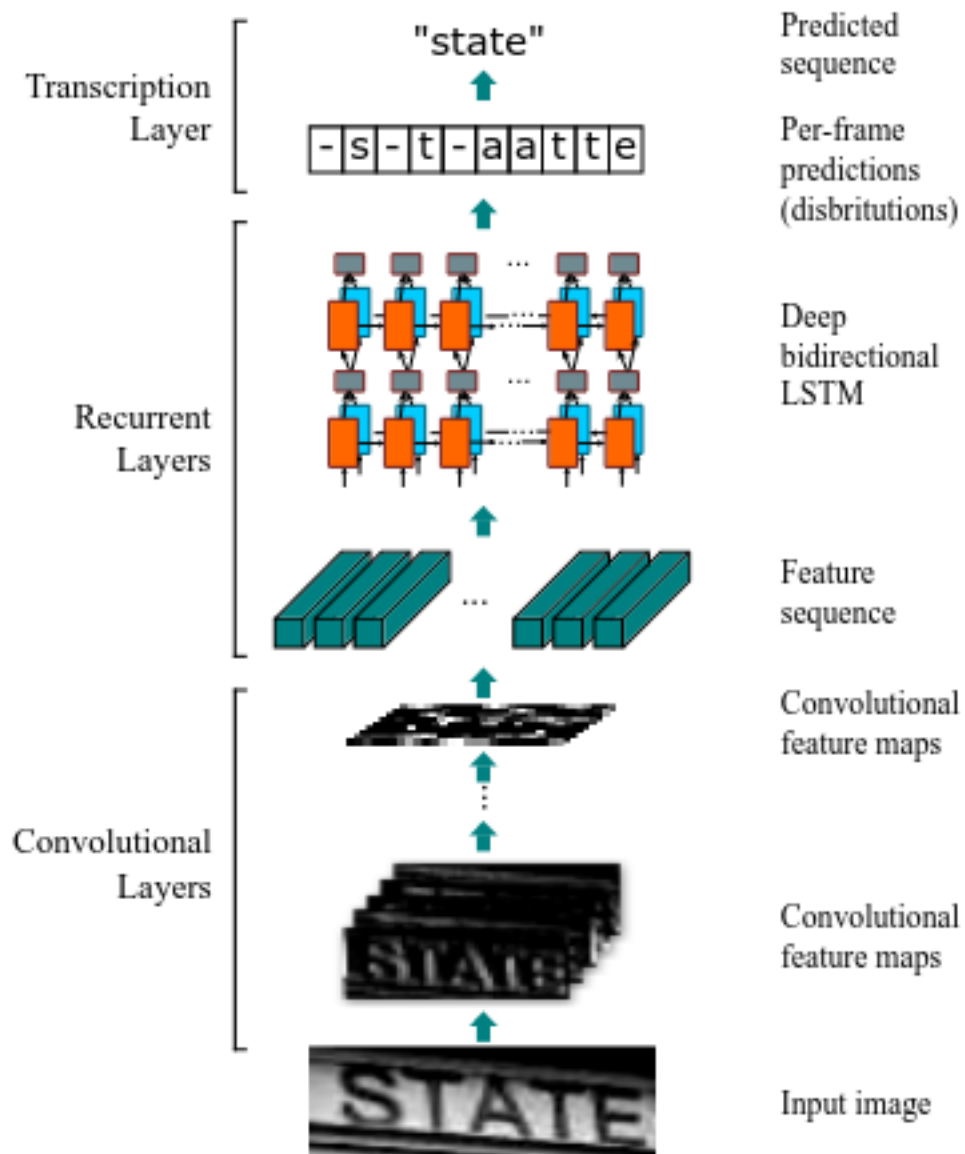 "state"
Predicted
sequence
Transcription
Layer
-s-t-aatte
Per-frame
predictions
(disbritutions)
...
Deep
bidirectional
LSTM
...
Recurrent
Layers
Feature
sequence
...
Convolutional
feature maps
Convolutional
Layers
STATE
Convolutional
feature maps
STATE
Input image